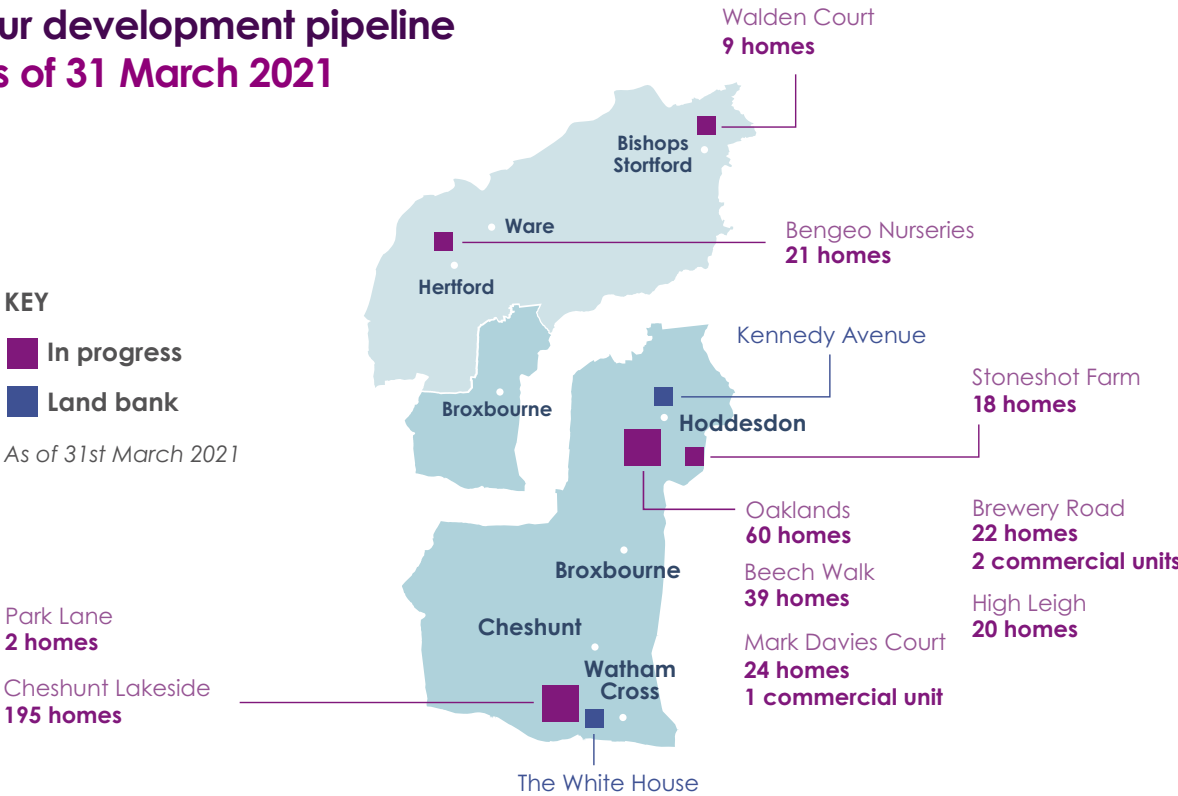 ur development pipeline
s of 31 March 2021
Walden Court
9 homes
Bishops
Stortford
Ware
Bengeo Nurseries
21 homes
Hertford
KEY
In progress
Land bank
As of 31st March 2021
Kennedy Avenue
Broxbourne
Hoddesdon
Stoneshot Farm
18 homes
Oaklands
60 homes
Brewery Road
22 homes
2 commercial units
Beech Walk
39 homes
High Leigh
20 homes
Mark Davies Court
24 homes
1 commercial unit
Broxbourne
Cheshunt
Watham
Cross
Park Lane
2 homes
Cheshunt Lakeside
195 homes
The White House